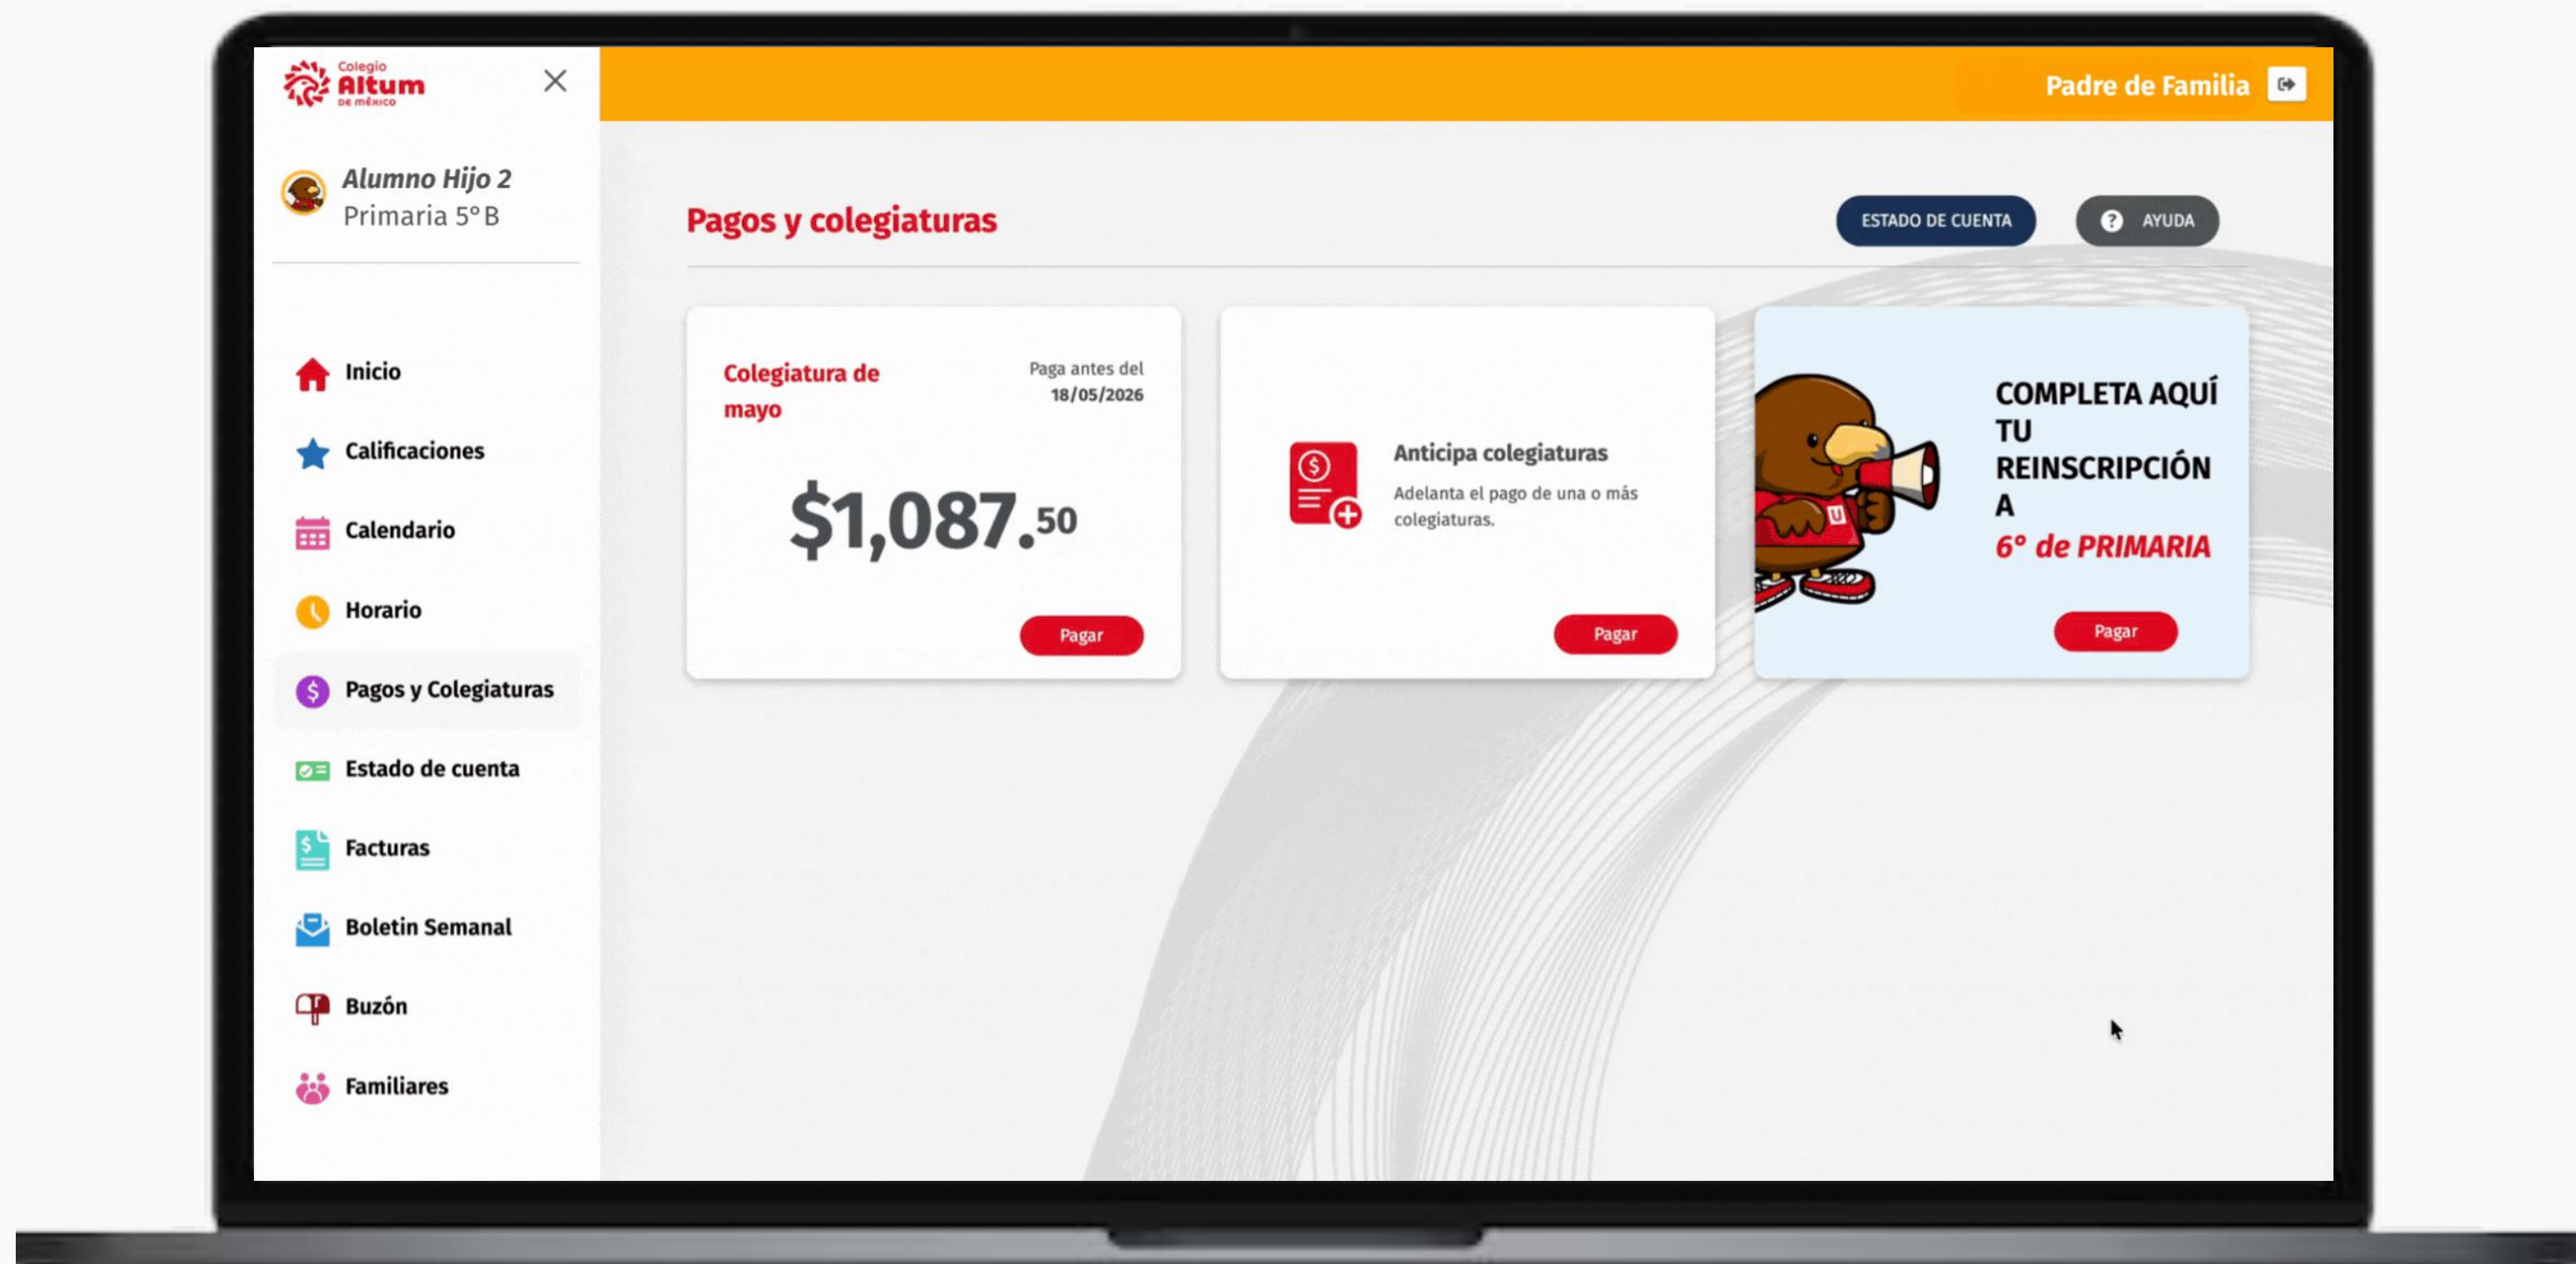 Colegio
Altum
DE MÉXICO
Padre de Familia
Alumno Hijo 2
Primaria 5° B
Inicio
Calificaciones
Calendario
Horario
Pagos y Colegiaturas
Estado de cuenta
Facturas
Boletin Semanal
Buzón
Familiares
Pagos y colegiaturas
ESTADO DE CUENTA
? AYUDA
Colegiatura de
mayo
Paga antes del
18/05/2026
$1,087.50
Pagar
Anticipa colegiaturas
Adelanta el pago de una o más
colegiaturas.
Pagar
COMPLETA AQUÍ
TU
REINSCRIPCIÓN
A
6° de PRIMARIA
U
Pagar